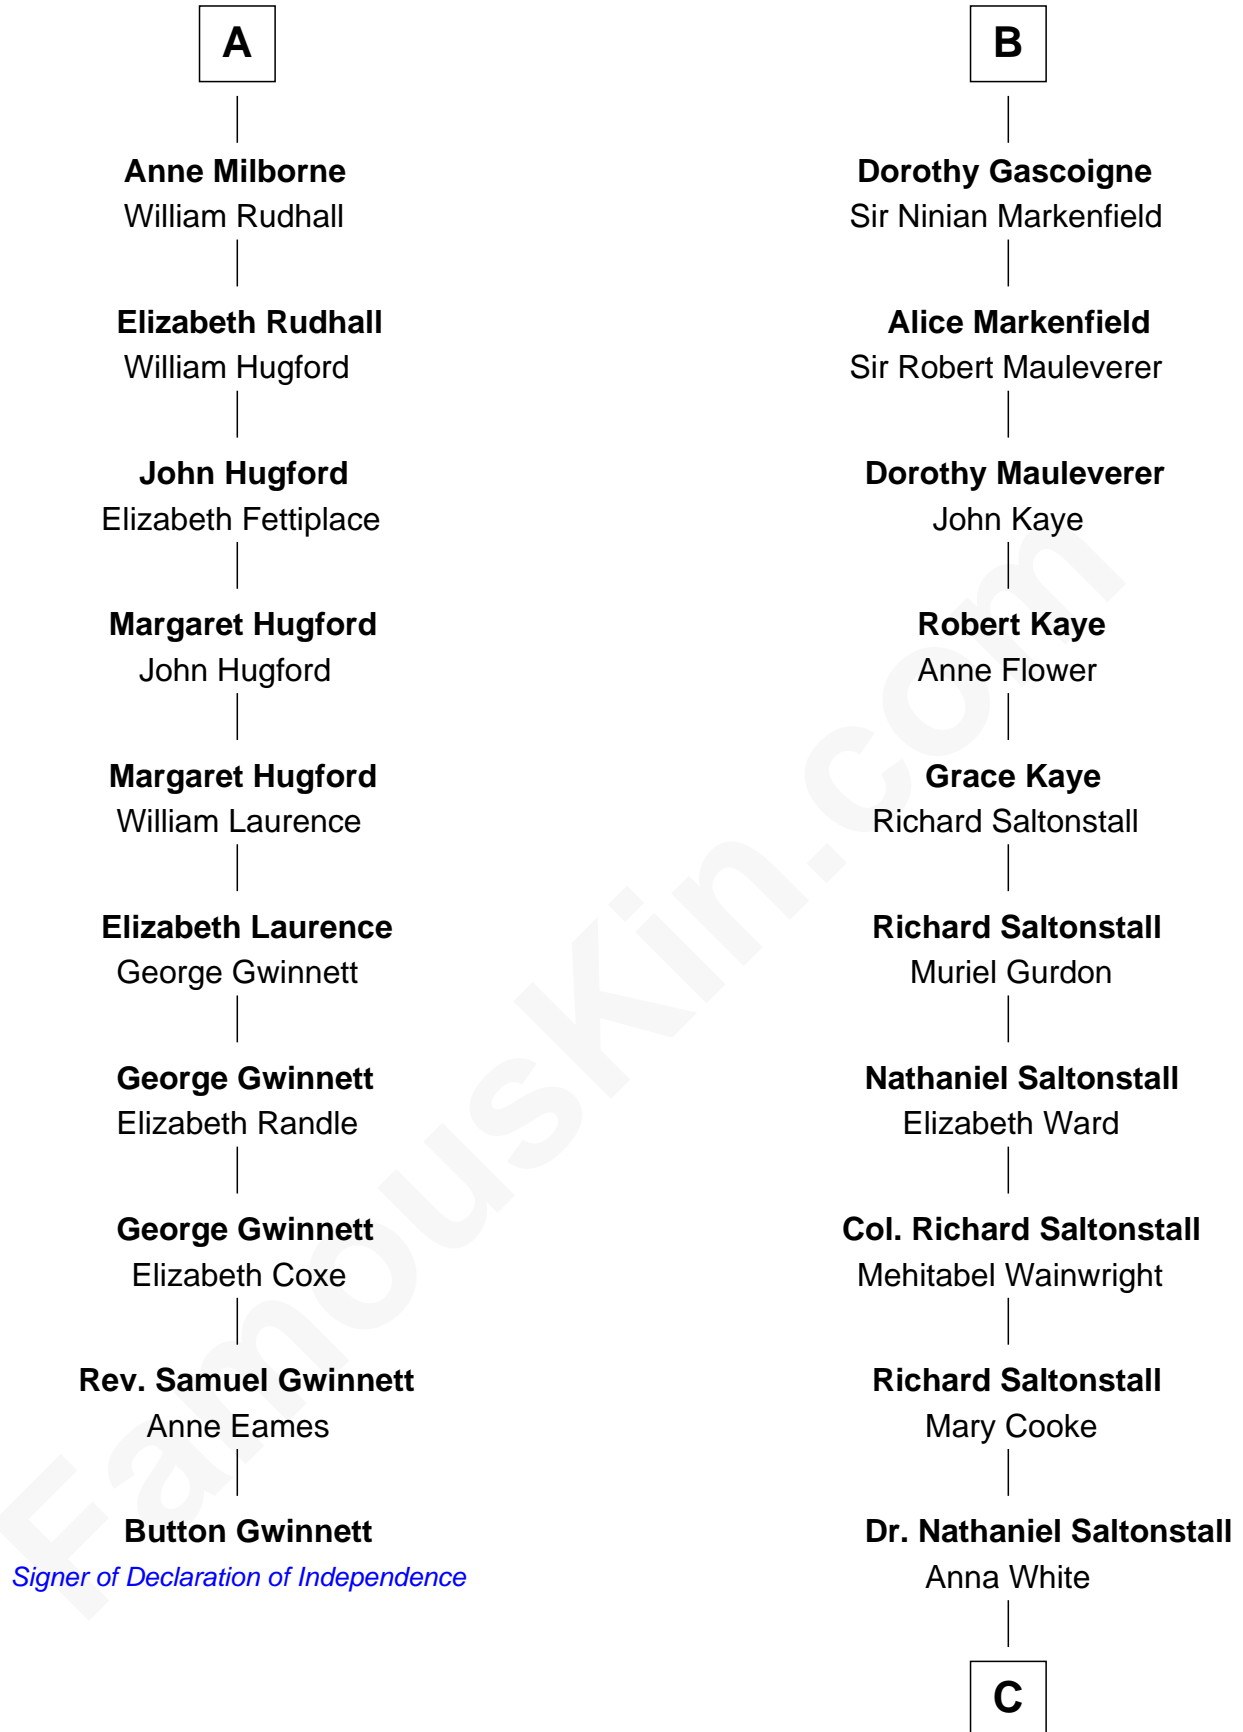 A
Anne Milborne
William Rudhall
Elizabeth Rudhall
William Hugford
John Hugford
Elizabeth Fettiplace
Margaret Hugford
John Hugford
Margaret Hugford
William Laurence
Elizabeth Laurence
George Gwinnett
George Gwinnett
Elizabeth Randle
George Gwinnett
Elizabeth Coxe
Rev. Samuel Gwinnett
Anne Eames
Button Gwinnett
Signer of Declaration of Independence
B
Dorothy Gascoigne
Sir Ninian Markenfield
Alice Markenfield
Sir Robert Mauleverer
Dorothy Mauleverer
John Kaye
Robert Kaye
Anne Flower
Grace Kaye
Richard Saltonstall
Richard Saltonstall
Muriel Gurdon
Nathaniel Saltonstall
Elizabeth Ward
Col. Richard Saltonstall
Mehitabel Wainwright
Richard Saltonstall
Mary Cooke
Dr. Nathaniel Saltonstall
Anna White
C
FamousKin.com